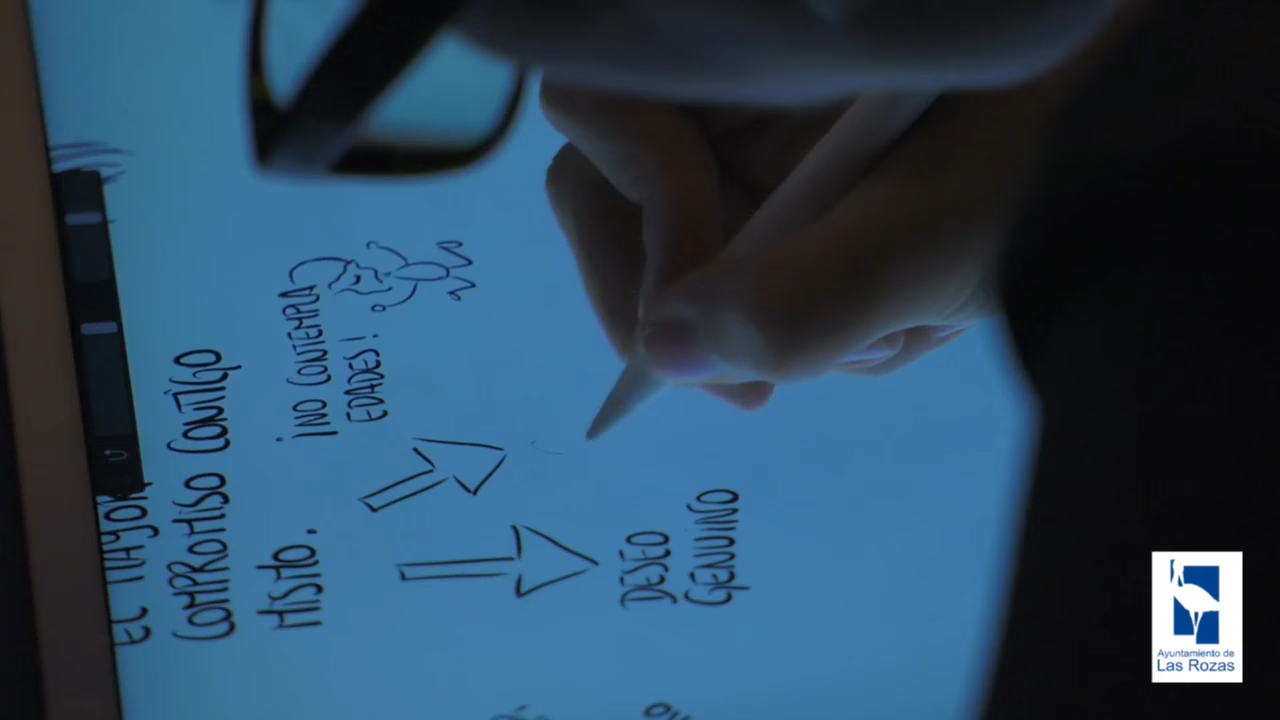 EL MAYOR
COMPROMISO CONTIGO
MISMO.
¡NO CONTEMPLA
EDADES!
DESEO
GENUINO
Ayuntamiento de
Las Rozas